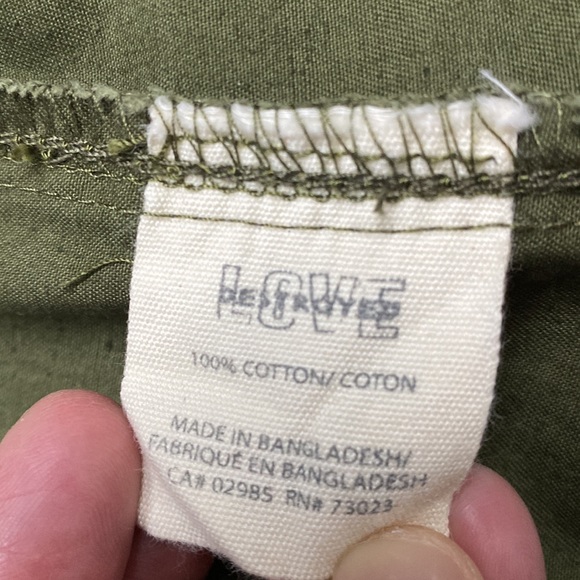 LOVE
DESTROYED
100% COTTON/ COTON
MADE IN BANGLADESH/
FABRIQUÉ EN BANGLADESH
CA# 02985 RN# 73023